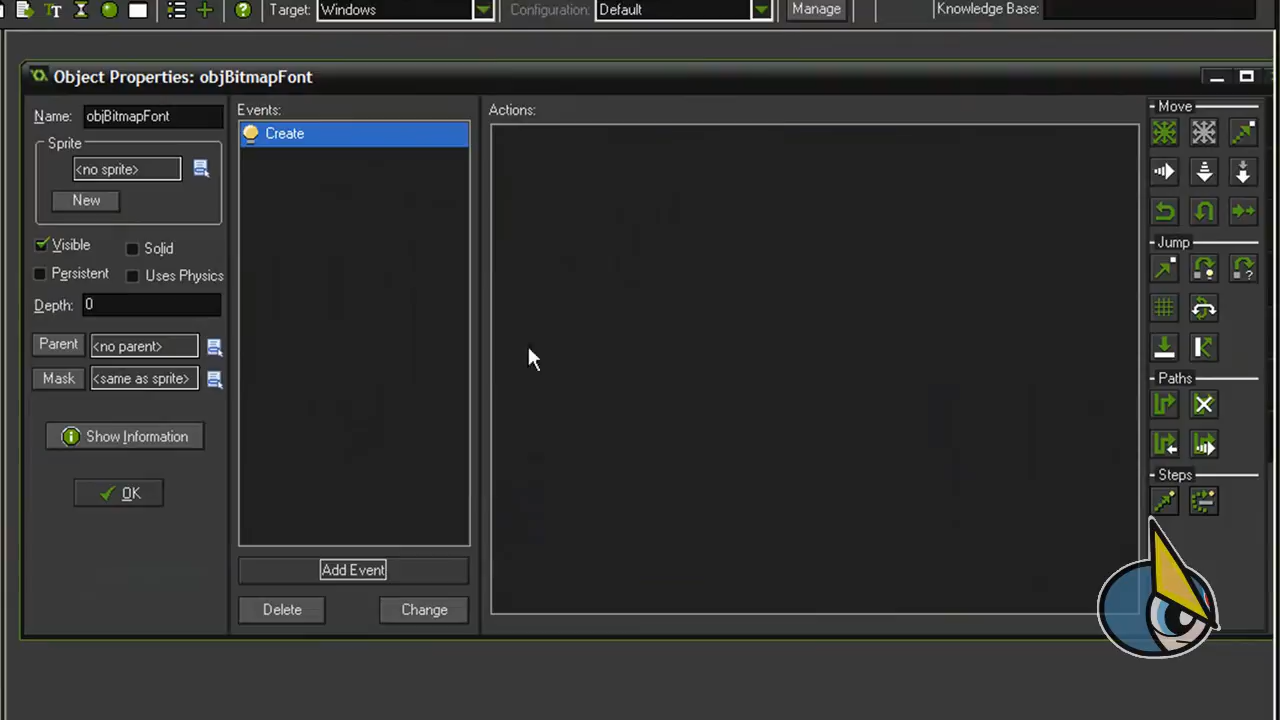 Target: Windows Configuration: Default Manage Knowledge Base:
Object Properties: objBitmapFont
Name: objBitmapFont
Sprite
<no sprite>
New
Visible Solid
Persistent Uses Physics
Depth: 0
Parent <no parent>
Mask <same as sprite>
Show Information
OK
Events:
Create
Add Event
Delete Change
Actions:
Move
Jump
Paths
Steps